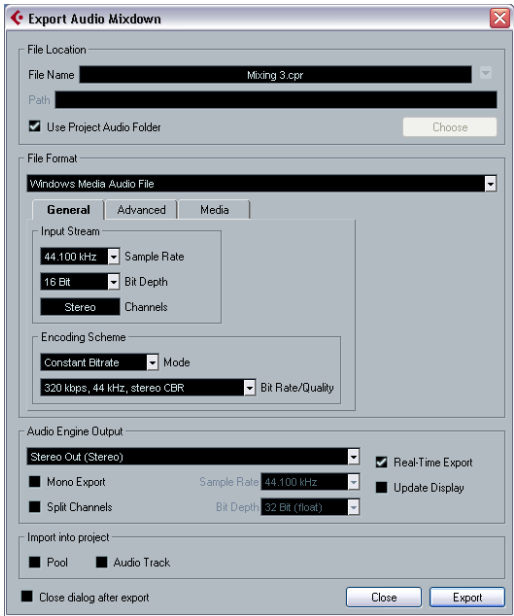 Export Audio Mixdown
File Location
File Name Mixing 3.cpr
Path
Use Project Audio Folder Choose
File Format
Windows Media Audio File
General Advanced Media
Input Stream
44.100 kHz Sample Rate
16 Bit Bit Depth
Stereo Channels
Encoding Scheme
Constant Bitrate Mode
320 kbps, 44 kHz, stereo CBR Bit Rate/Quality
Audio Engine Output
Stereo Out (Stereo)
Real-Time Export
Mono Export Sample Rate 44.100 kHz
Update Display
Split Channels Bit Depth 32 Bit (float)
Import into project
Pool Audio Track
Close dialog after export Close Export